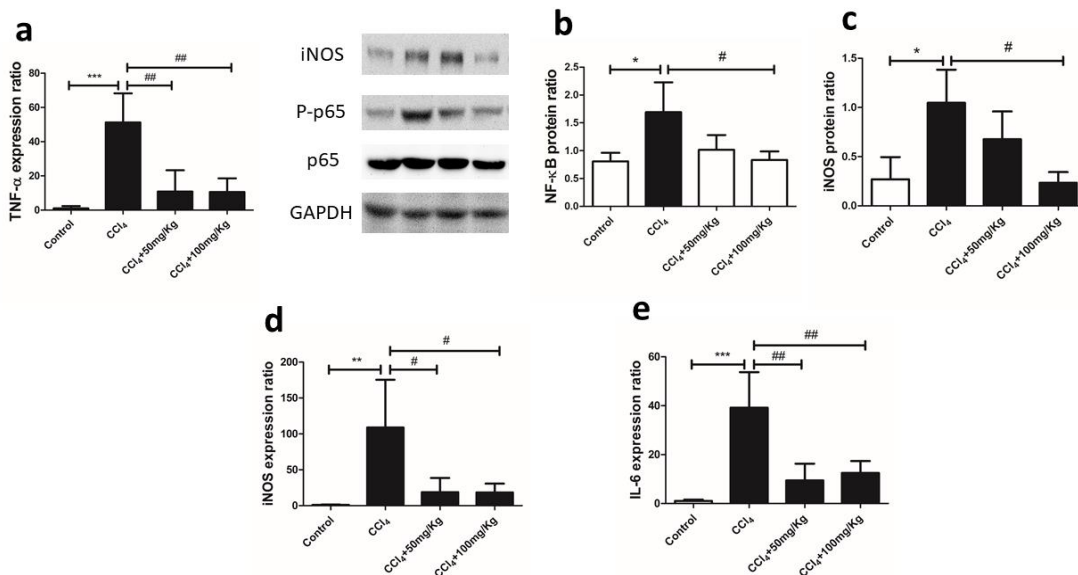 a
TNF-α expression ratio
80
60
40
20
0
***
##
##
Control
CCl₄
CCl₄+50mg/Kg
CCl₄+100mg/Kg
iNOS
P-p65
p65
GAPDH
b
NF-κB protein ratio
2.5
2.0
1.5
1.0
0.5
0.0
*
#
Control
CCl₄
CCl₄+50mg/Kg
CCl₄+100mg/Kg
c
iNOS protein ratio
1.5
1.0
0.5
0.0
*
#
Control
CCl₄
CCl₄+50mg/Kg
CCl₄+100mg/Kg
d
iNOS expression ratio
200
150
100
50
0
**
#
#
Control
CCl₄
CCl₄+50mg/Kg
CCl₄+100mg/Kg
e
IL-6 expression ratio
60
40
20
0
***
##
##
Control
CCl₄
CCl₄+50mg/Kg
CCl₄+100mg/Kg